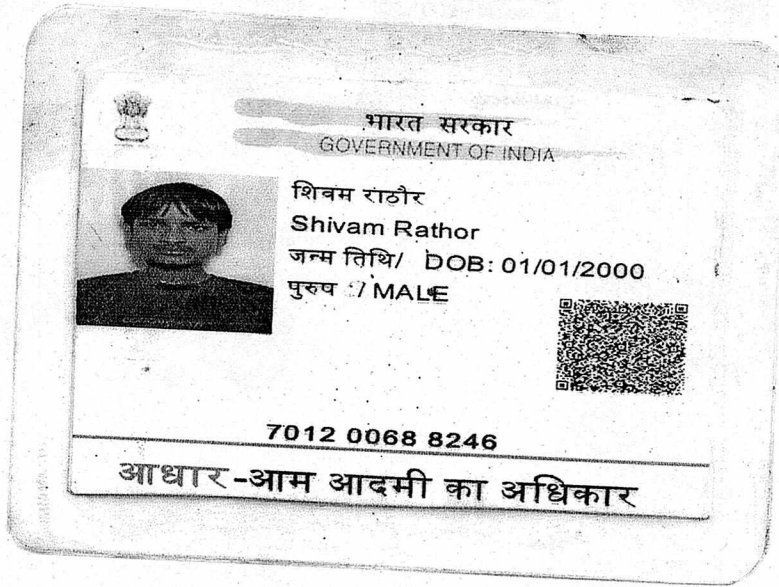 भारत सरकार
GOVERNMENT OF INDIA
शिवम राठौर
Shivam Rathor
जन्म तिथि/ DOB: 01/01/2000
पुरुष / MALE
7012 0068 8246
आधार-आम आदमी का अधिकार